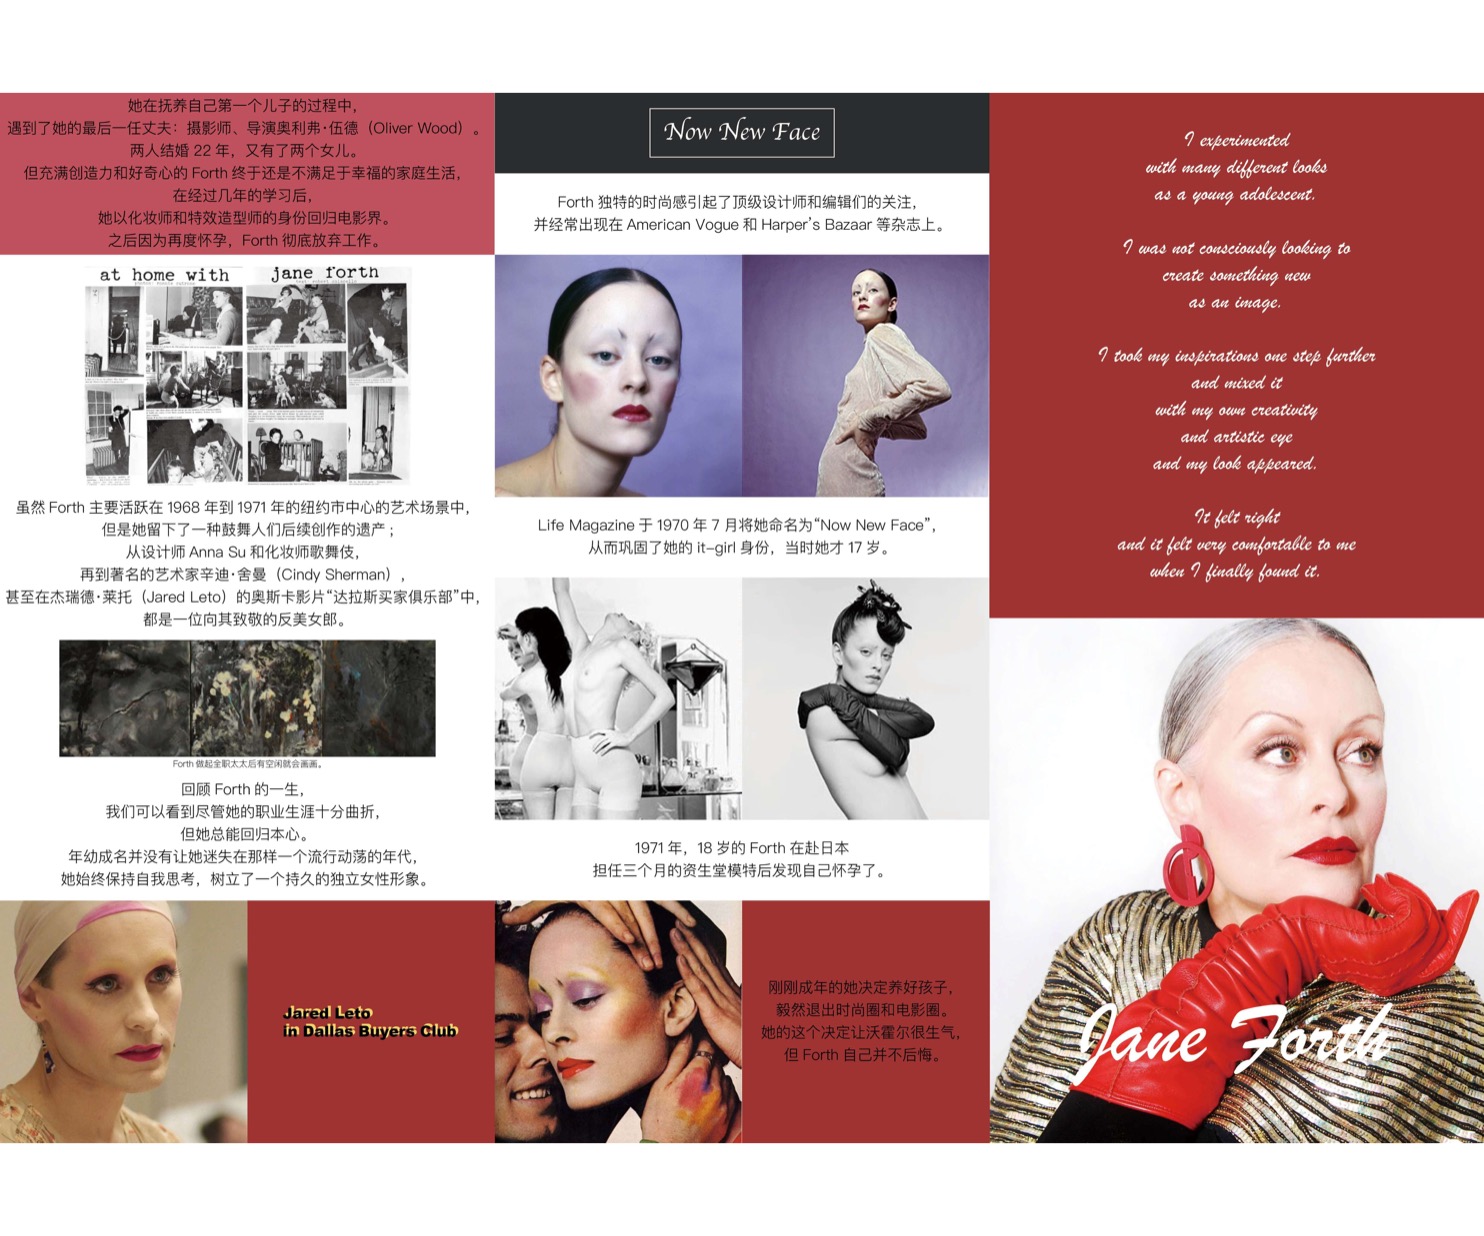 她在抚养自己第一个儿子的过程中，
遇到了她的最后一任丈夫：摄影师、导演奥利弗·伍德（Oliver Wood）。
两人结婚 22 年，又有了两个女儿。
但充满创造力和好奇心的 Forth 终于还是不满足于幸福的家庭生活，
在经过几年的学习后，
她以化妆师和特效造型师的身份回归电影界。
之后因为再度怀孕，Forth 彻底放弃工作。
at home with jane forth
虽然 Forth 主要活跃在 1968 年到 1971 年的纽约市中心的艺术场景中，
但是她留下了一种鼓舞人们后续创作的遗产；
从设计师 Anna Su 和化妆师歌舞伎，
再到著名的艺术家辛迪·舍曼（Cindy Sherman），
甚至在杰瑞德·莱托（Jared Leto）的奥斯卡影片“达拉斯买家俱乐部”中，
都是一位向其致敬的反美女郎。
Forth 做起全职太太后有空闲就会画画。
回顾 Forth 的一生，
我们可以看到尽管她的职业生涯十分曲折，
但她总能回归本心。
年幼成名并没有让她迷失在那样一个流行动荡的年代，
她始终保持自我思考，树立了一个持久的独立女性形象。
Jared Leto
in Dallas Buyers Club
Now New Face
Forth 独特的时尚感引起了顶级设计师和编辑们的关注，
并经常出现在 American Vogue 和 Harper's Bazaar 等杂志上。
Life Magazine 于 1970 年 7 月将她命名为“Now New Face”，
从而巩固了她的 it-girl 身份，当时她才 17 岁。
1971 年，18 岁的 Forth 在赴日本
担任三个月的资生堂模特后发现自己怀孕了。
刚刚成年的她决定养好孩子，
毅然退出时尚圈和电影圈。
她的这个决定让沃霍尔很生气，
但 Forth 自己并不后悔。
I experimented
with many different looks
as a young adolescent.
I was not consciously looking to
create something new
as an image.
I took my inspirations one step further
and mixed it
with my own creativity
and artistic eye
and my look appeared.
It felt right
and it felt very comfortable to me
when I finally found it.
Jane Forth